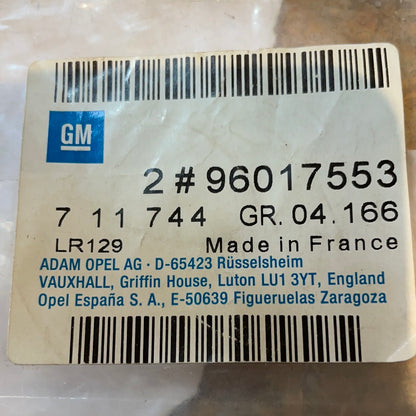 GM
2 # 96017553
7 11 744 GR. 04.166
LR129 Made in France
ADAM OPEL AG · D-65423 Rüsselsheim
VAUXHALL, Griffin House, Luton LU1 3YT, England
Opel España S. A., E-50639 Figueruelas Zaragoza